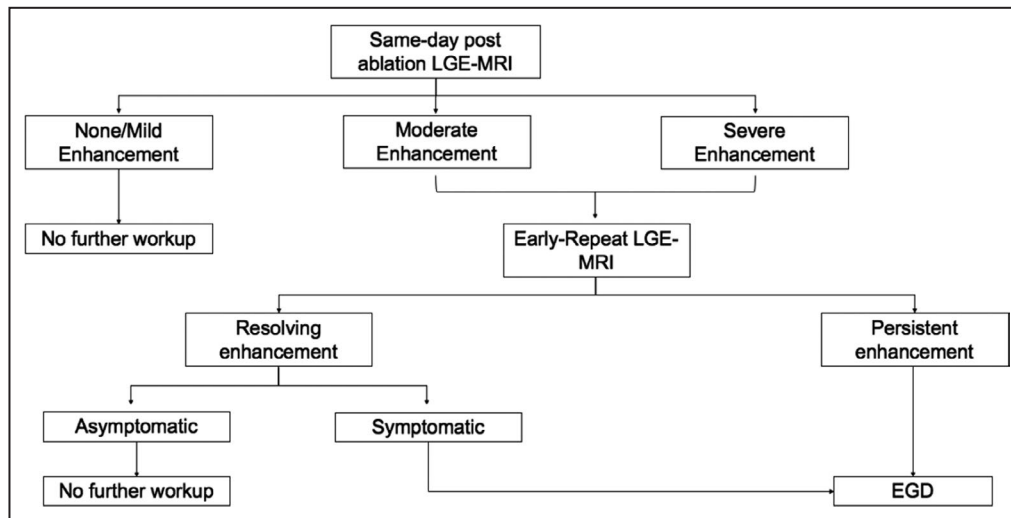 Same-day post
ablation LGE-MRI
None/Mild
Enhancement
Moderate
Enhancement
Severe
Enhancement
No further workup
Early-Repeat LGE-
MRI
Resolving
enhancement
Persistent
enhancement
Asymptomatic
Symptomatic
No further workup
EGD